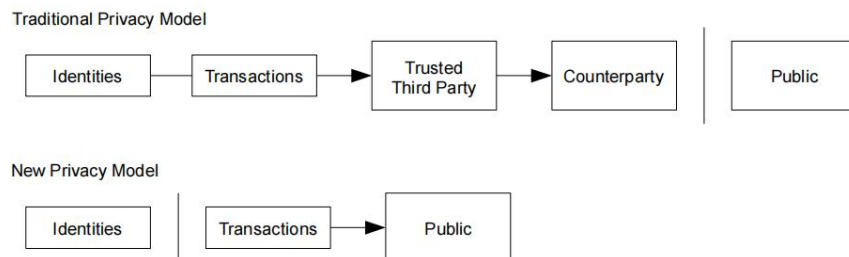 Traditional Privacy Model
Identities
Transactions
Trusted
Third Party
Counterparty
Public
New Privacy Model
Identities
Transactions
Public